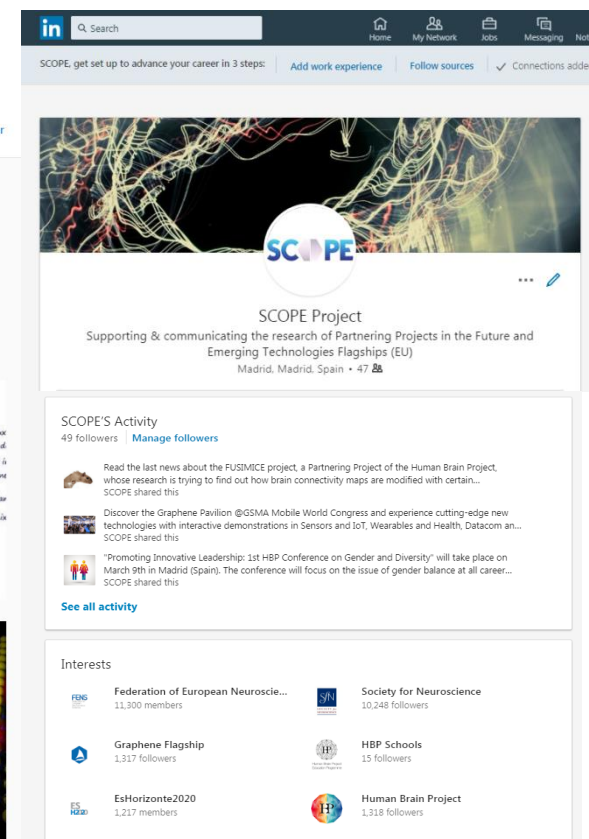 in Search Home My Network Jobs Messaging Not
SCOPE, get set up to advance your career in 3 steps: Add work experience Follow sources Connections adde
r
SCOPE
SCOPE Project
Supporting & communicating the research of Partnering Projects in the Future and
Emerging Technologies Flagships (EU)
Madrid, Madrid, Spain • 47
SCOPE'S Activity
49 followers Manage followers
Read the last news about the FUSIMICE project, a Partnering Project of the Human Brain Project,
whose research is trying to find out how brain connectivity maps are modified with certain...
SCOPE shared this
Discover the Graphene Pavilion @GSMA Mobile World Congress and experience cutting-edge new
technologies with interactive demonstrations in Sensors and IoT, Wearables and Health, Datacom an...
SCOPE shared this
"Promoting Innovative Leadership: 1st HBP Conference on Gender and Diversity" will take place on
March 9th in Madrid (Spain). The conference will focus on the issue of gender balance at all career...
SCOPE shared this
See all activity
Interests
FENS
Federation of European Neuroscie...
11,300 members
SfN
Society for Neuroscience
10,248 followers
Graphene Flagship
1,317 followers
HBP Schools
15 followers
ES
H2020
EsHorizonte2020
1,217 members
HP
Human Brain Project
1,318 followers